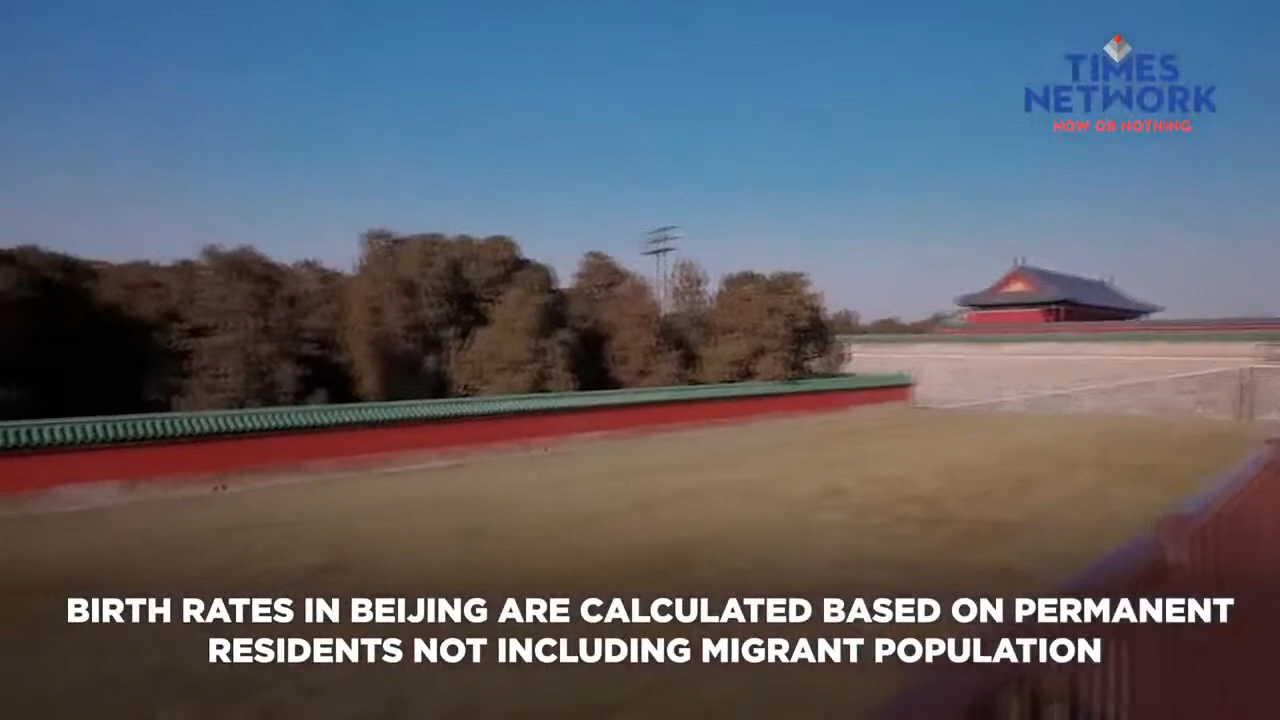 TIMES
NETWORK
NOW OR NOTHING
BIRTH RATES IN BEIJING ARE CALCULATED BASED ON PERMANENT
RESIDENTS NOT INCLUDING MIGRANT POPULATION